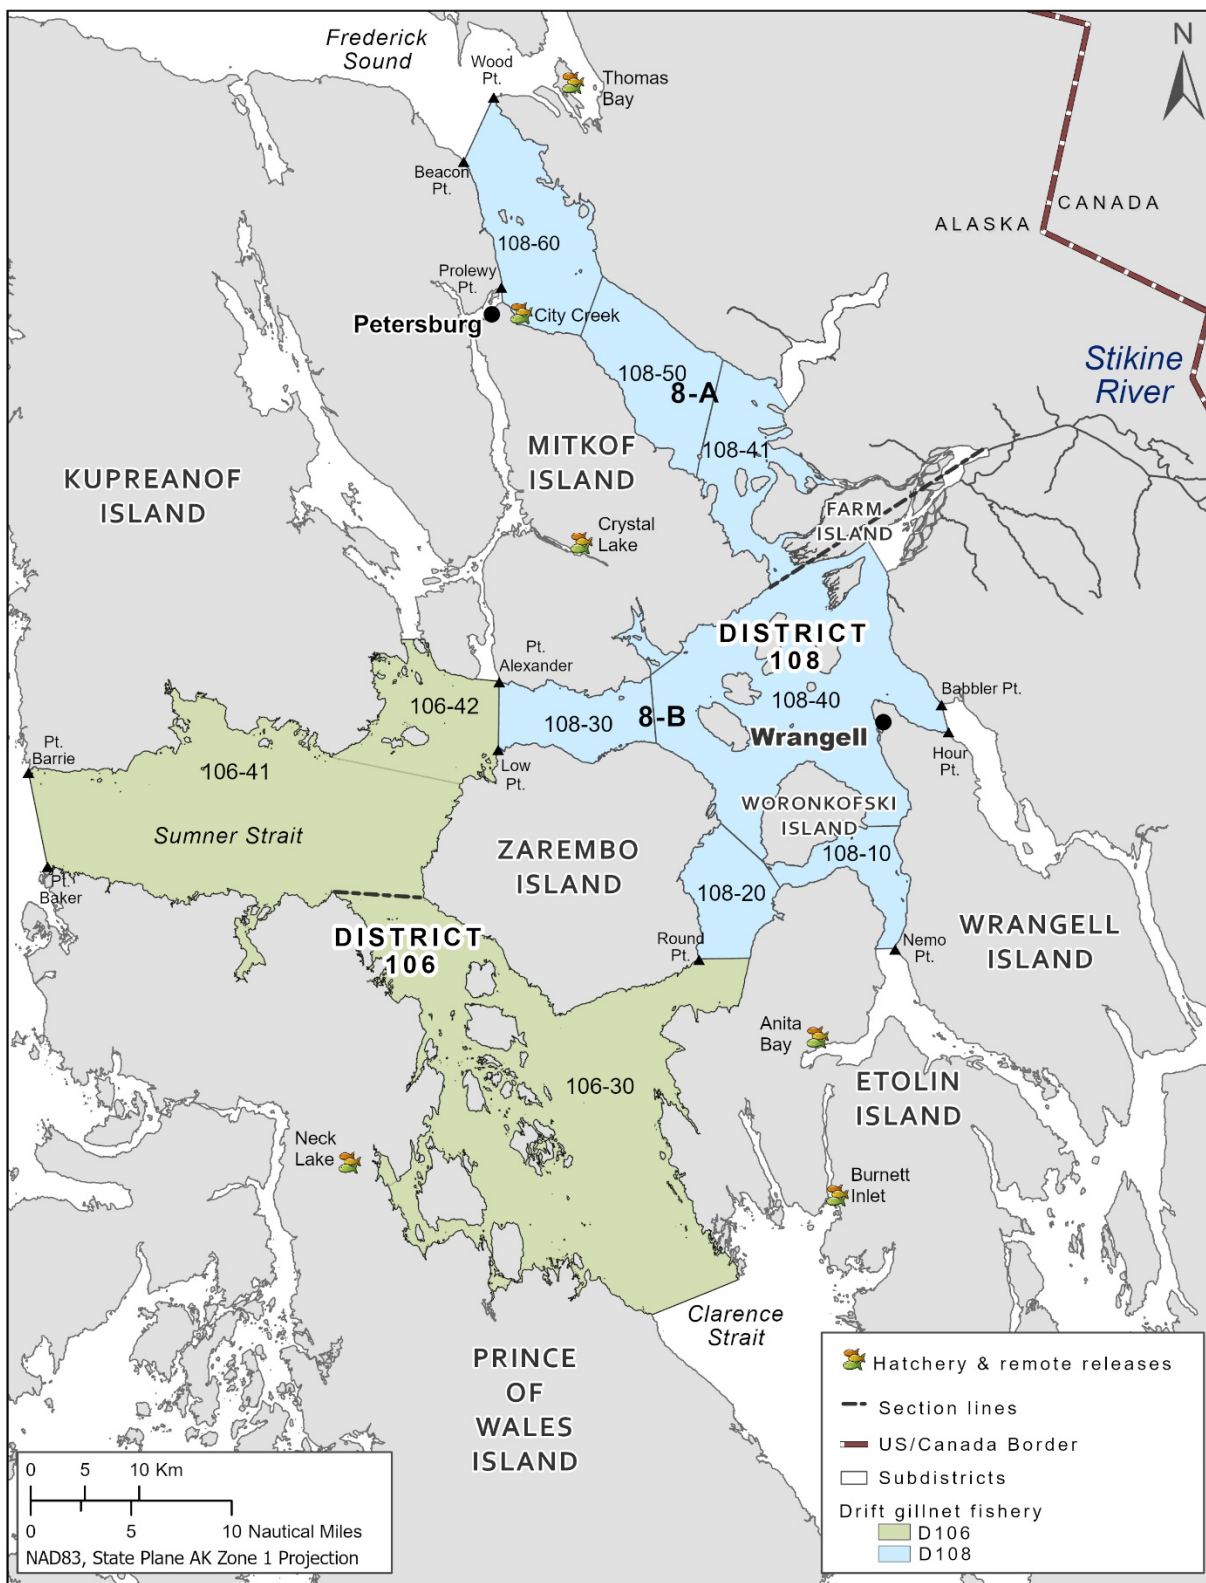 Frederick
Sound
Wood
Pt.
Thomas
Bay
N
Beacon
Pt.
CANADA
ALASKA
108-60
Prolewy
Pt.
City Creek
Petersburg
Stikine
River
108-50
8-A
108-41
MITKOF
ISLAND
KUPREANOF
ISLAND
FARM
ISLAND
Crystal
Lake
DISTRICT
108
Pt.
Alexander
106-42
108-30
8-B
108-40
Babbler Pt.
Wrangell
Hour
Pt.
Pt.
Barrie
106-41
Low
Pt.
Sumner Strait
WORONKOFSKI
ISLAND
ZAREMBO
ISLAND
108-10
Pt.
Baker
108-20
DISTRICT
106
Round
Pt.
Nemo
Pt.
WRANGELL
ISLAND
Anita
Bay
106-30
ETOLIN
ISLAND
Neck
Lake
Burnett
Inlet
Clarence
Strait
PRINCE
OF
WALES
ISLAND
Hatchery & remote releases
Section lines
US/Canada Border
Subdistricts
Drift gillnet fishery
D106
D108
0 5 10 Km
0 5 10 Nautical Miles
NAD83, State Plane AK Zone 1 Projection